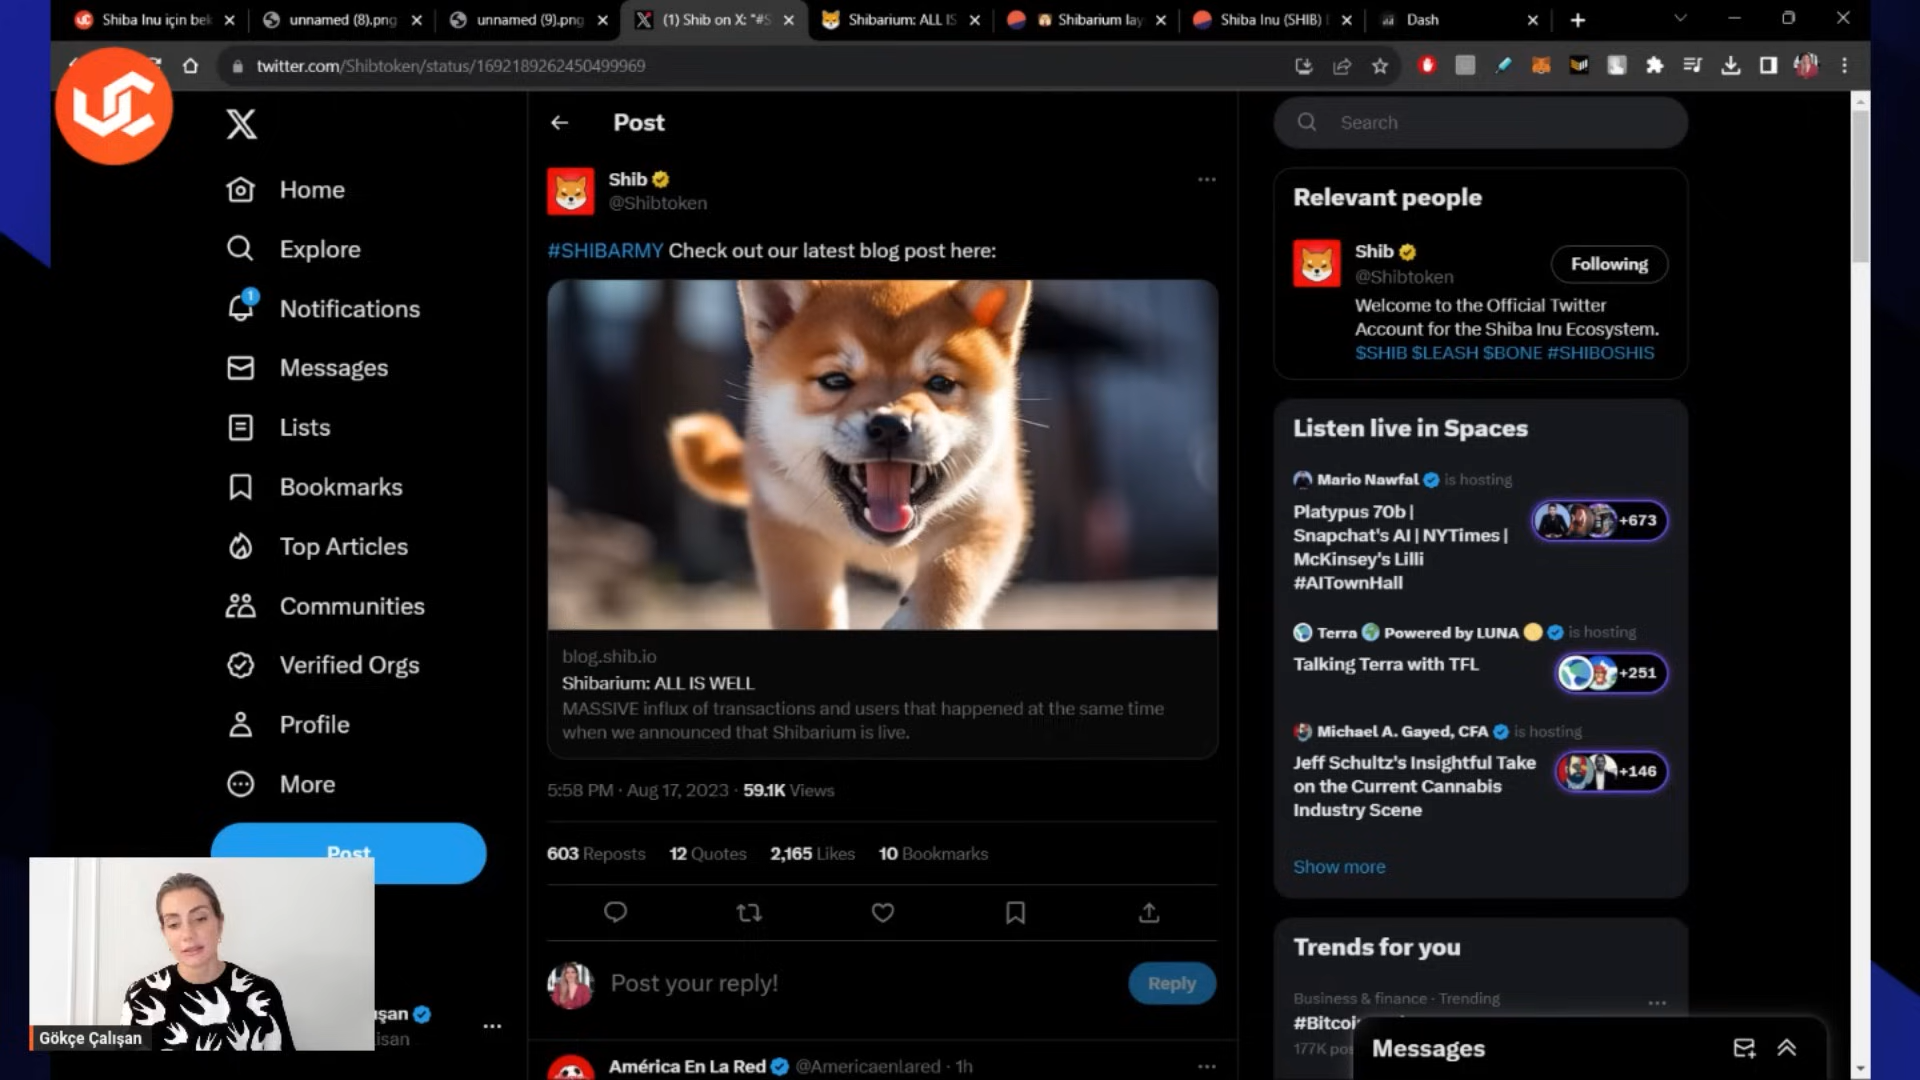 Shiba Inu için bek
unnamed (8).png
unnamed (9).png
(1) Shib on X: "#S
Shibarium: ALL IS
Shibarium lay
Shiba Inu (SHIB)
Dash
twitter.com/Shibtoken/status/1692189262450499969
Home
Explore
1
Notifications
Messages
Lists
Bookmarks
Top Articles
Communities
Verified Orgs
Profile
More
Post
Gökçe Çalışan
Post
Shib
@Shibtoken
#SHIBARMY Check out our latest blog post here:
blog.shib.io
Shibarium: ALL IS WELL
MASSIVE influx of transactions and users that happened at the same time
when we announced that Shibarium is live.
5:58 PM · Aug 17, 2023 · 59.1K Views
603 Reposts 12 Quotes 2,165 Likes 10 Bookmarks
Post your reply!
Reply
América En La Red @Americaenlared · 1h
Search
Relevant people
Shib
@Shibtoken
Following
Welcome to the Official Twitter
Account for the Shiba Inu Ecosystem.
$SHIB $LEASH $BONE #SHIBOSHIS
Listen live in Spaces
Mario Nawfal is hosting
Platypus 70b |
Snapchat's AI | NYTimes |
McKinsey's Lilli
#AITownHall
+673
Terra Powered by LUNA is hosting
Talking Terra with TFL
+251
Michael A. Gayed, CFA is hosting
Jeff Schultz's Insightful Take
on the Current Cannabis
Industry Scene
+146
Show more
Trends for you
Business & finance · Trending
#Bitcoi
177K po
Messages